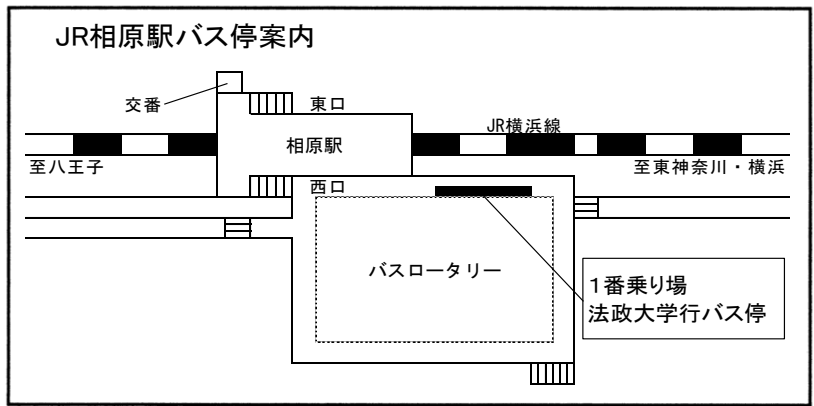 JR相原駅バス停案内
交番
東口
JR横浜線
相原駅
至八王子
至東神奈川・横浜
西口
バスロータリー
1番乗り場
法政大学行バス停